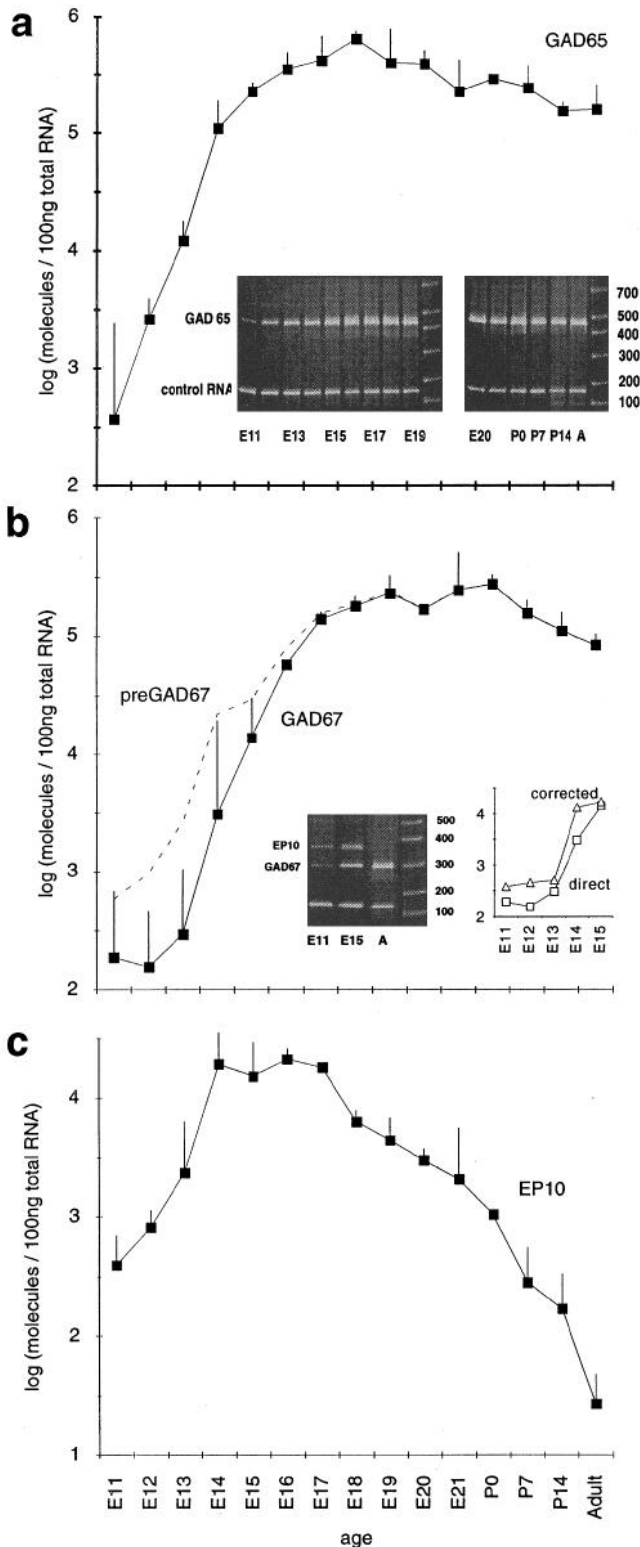 a
GAD65
6
5
4
3
2
log (molecules / 100ng total RNA)
GAD 65
control RNA
E11 E13 E15 E17 E19
E20 P0 P7 P14 A
700
500
400
300
200
100
b
6
5
4
3
2
log (molecules / 100ng total RNA)
preGAD67
GAD67
EP10
GAD67
E11 E15 A
500
400
300
200
100
corrected
direct
4
3
2
E11
E12
E13
E14
E15
c
4
3
2
1
log (molecules / 100ng total RNA)
EP10
E11
E12
E13
E14
E15
E16
E17
E18
E19
E20
E21
P0
P7
P14
Adult
age